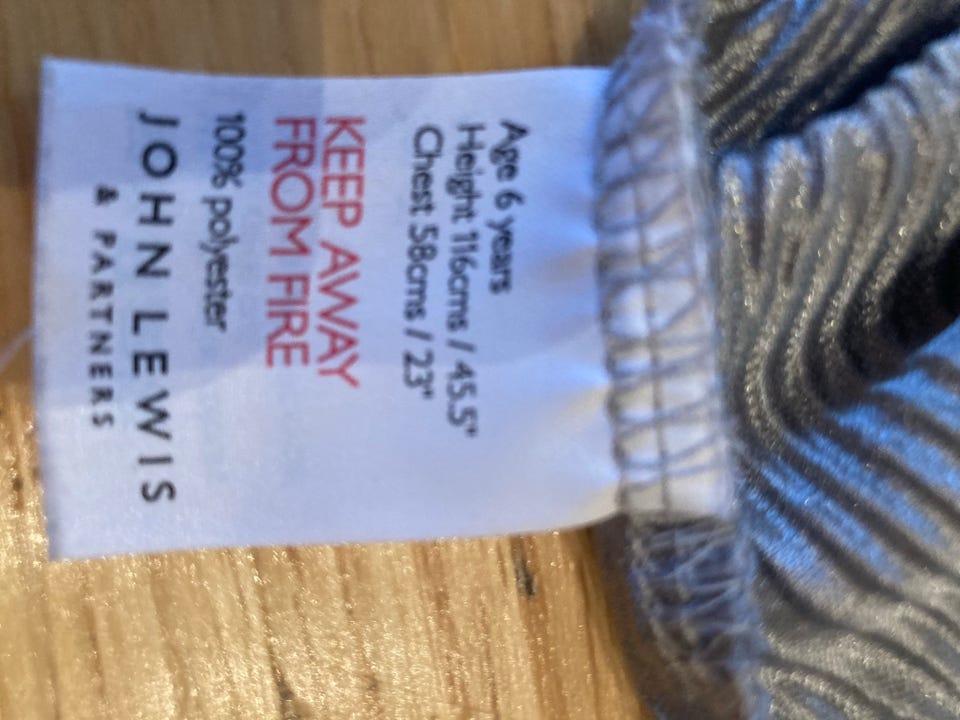 Age 6 years
Height 116cms / 45.5"
Chest 58cms / 23"
KEEP AWAY
FROM FIRE
100% polyester
JOHN LEWIS
& PARTNERS